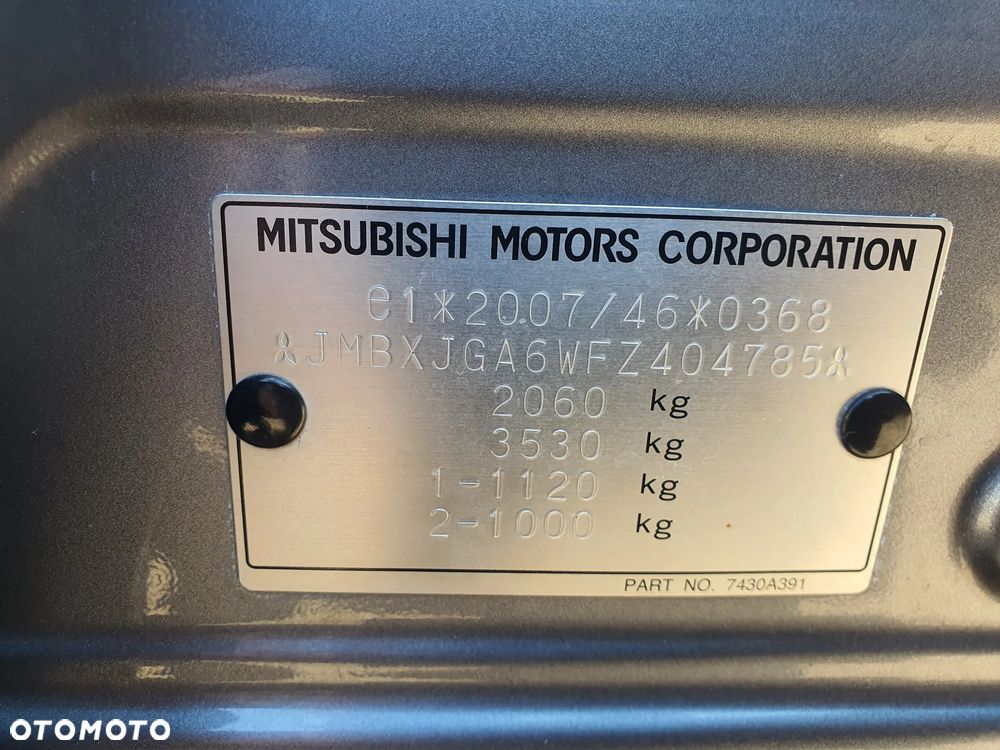 MITSUBISHI MOTORS CORPORATION
e1*2007/46*0368
JMBXJGA6WFZ404785
2060 kg
3530 kg
1-1120 kg
2-1000 kg
PART NO. 7430A391
OTOMOTO